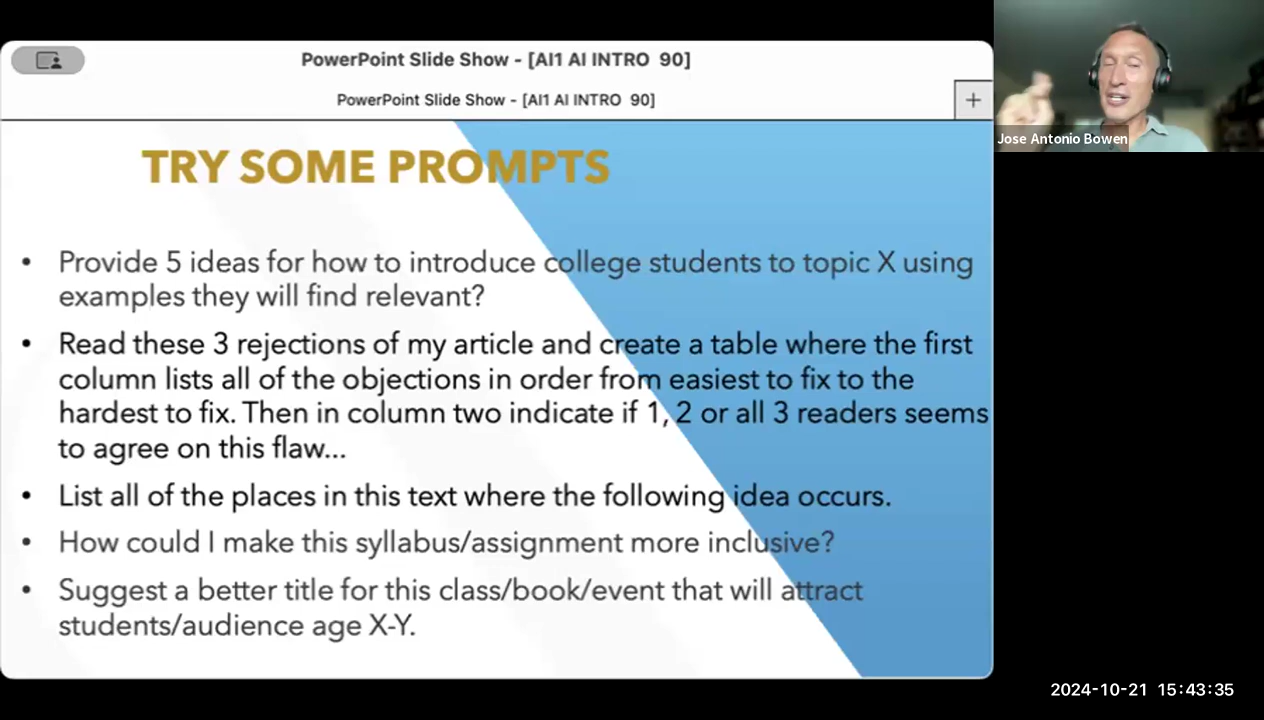 PowerPoint Slide Show - [AI1 AI INTRO 90]
PowerPoint Slide Show - [AI1 AI INTRO 90]
Jose Antonio Bowen
TRY SOME PROMPTS
• Provide 5 ideas for how to introduce college students to topic X using
examples they will find relevant?
• Read these 3 rejections of my article and create a table where the first
column lists all of the objections in order from easiest to fix to the
hardest to fix. Then in column two indicate if 1, 2 or all 3 readers seems
to agree on this flaw...
• List all of the places in this text where the following idea occurs.
• How could I make this syllabus/assignment more inclusive?
• Suggest a better title for this class/book/event that will attract
students/audience age X-Y.
2024-10-21 15:43:35